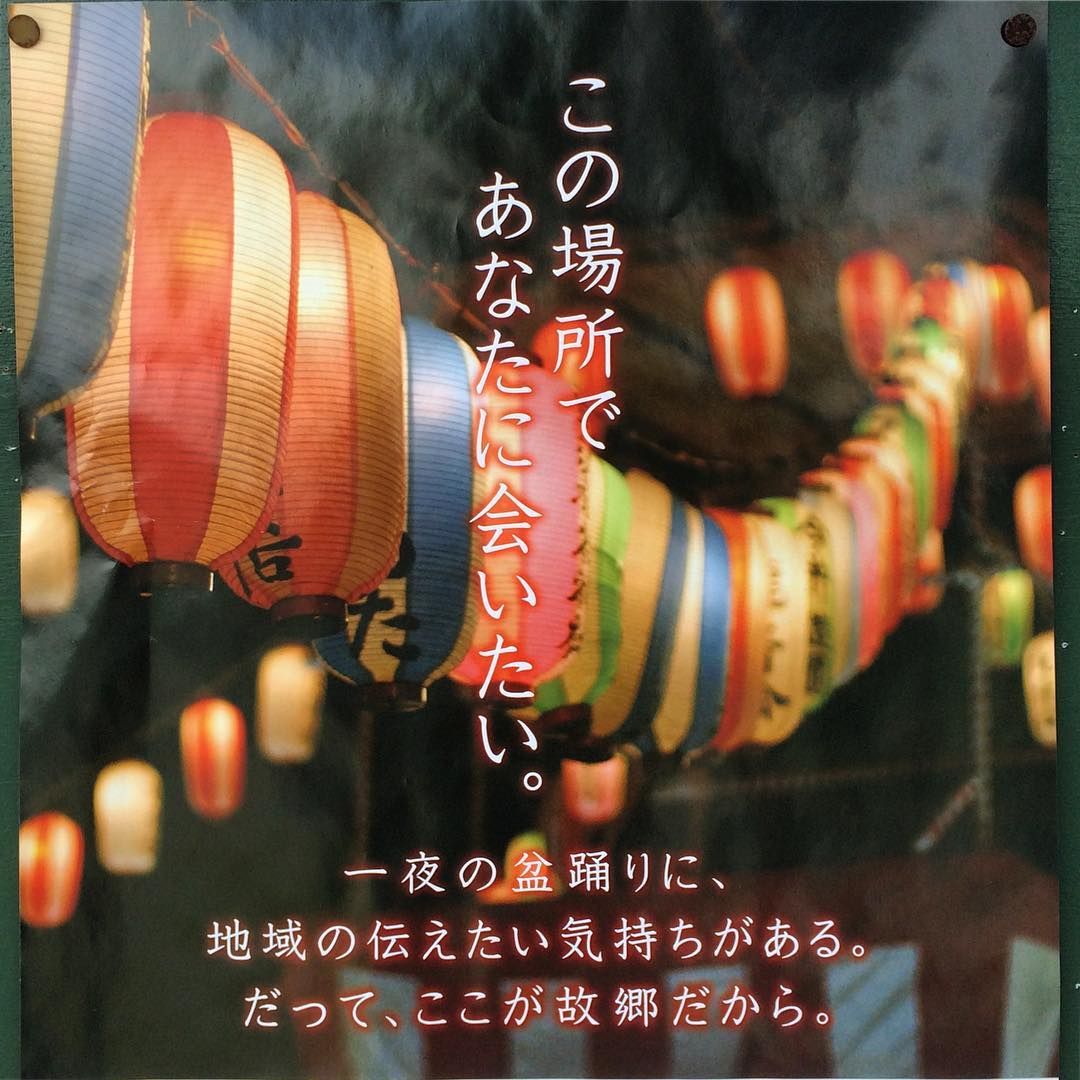 この場所で
あなたに会いたい。
一夜の盆踊りに、
地域の伝えたい気持ちがある。
だって、ここが故郷だから。